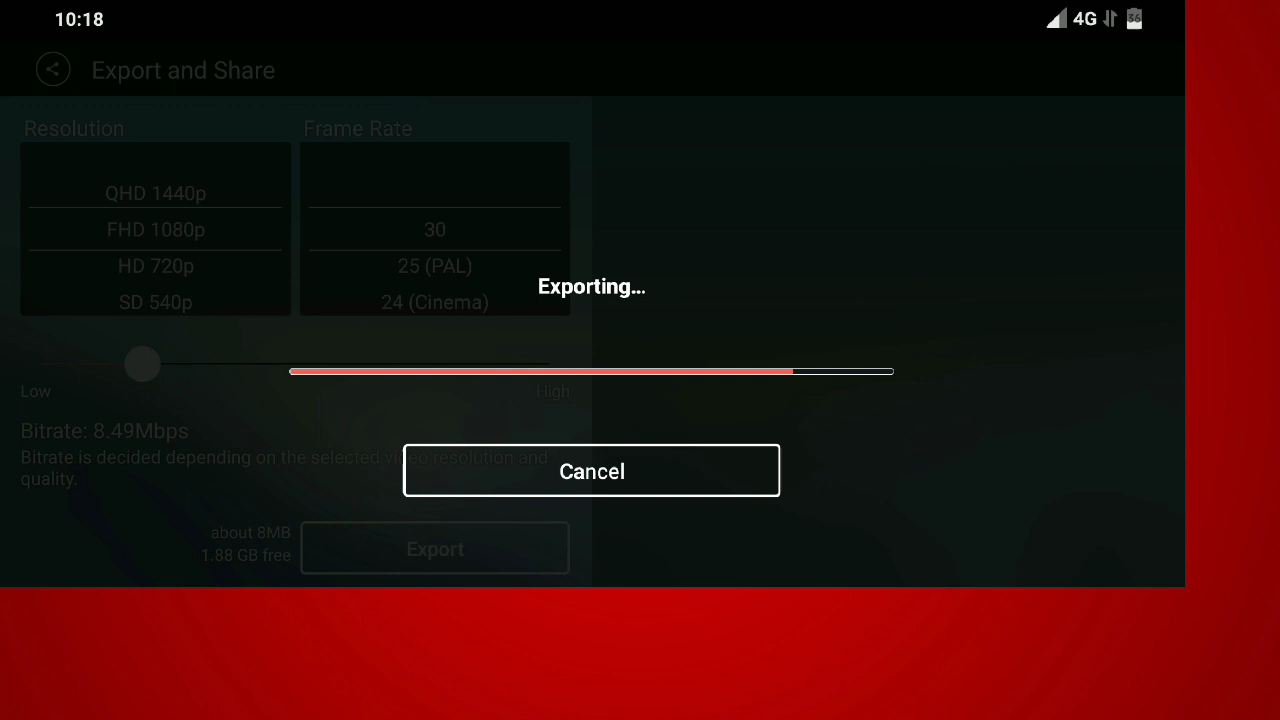 10:18
4G
36
Export and Share
Resolution
Frame Rate
QHD 1440p
FHD 1080p
HD 720p
SD 540p
30
25 (PAL)
24 (Cinema)
Exporting...
Low
High
Bitrate: 8.49Mbps
Bitrate is decided depending on the selected video resolution and
quality.
Cancel
about 8MB
1.88 GB free
Export